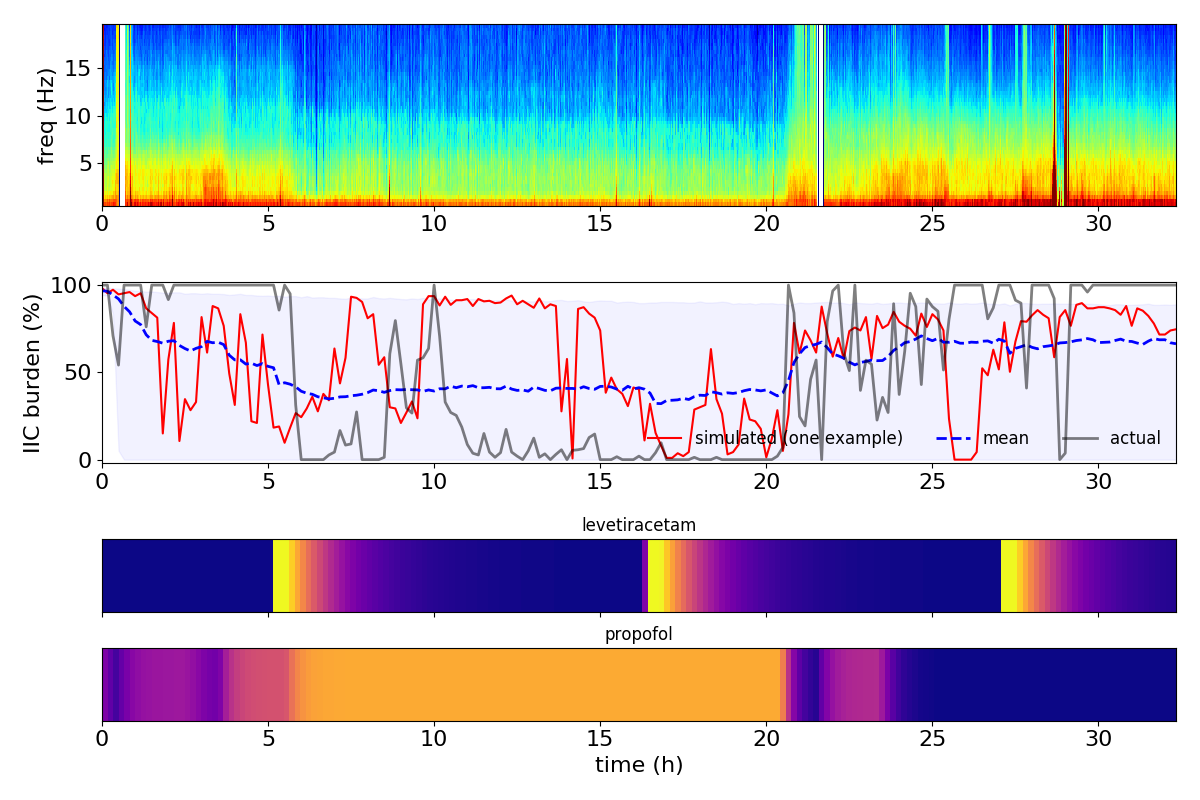 freq (Hz)
15
10
5
0 5 10 15 20 25 30
IIC burden (%)
100
50
0
simulated (one example) mean actual
0 5 10 15 20 25 30
levetiracetam
propofol
0 5 10 15 20 25 30
time (h)